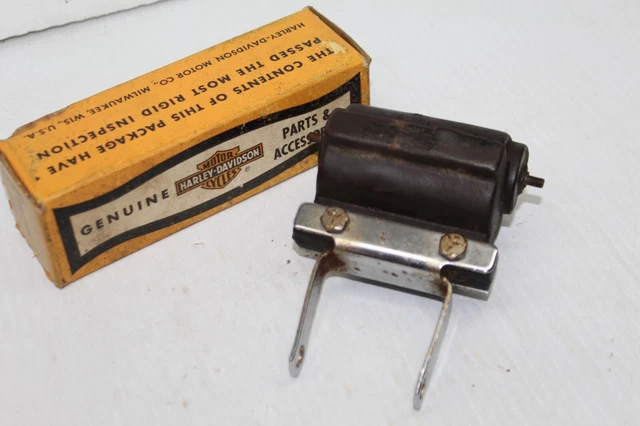 HARLEY-DAVIDSON MOTOR CO., MILWAUKEE, WIS., U.S.A.
THE CONTENTS OF THIS PACKAGE HAVE
PASSED THE MOST RIGID INSPECTION
GENUINE
MOTOR
HARLEY-DAVIDSON
CYCLES
PARTS &